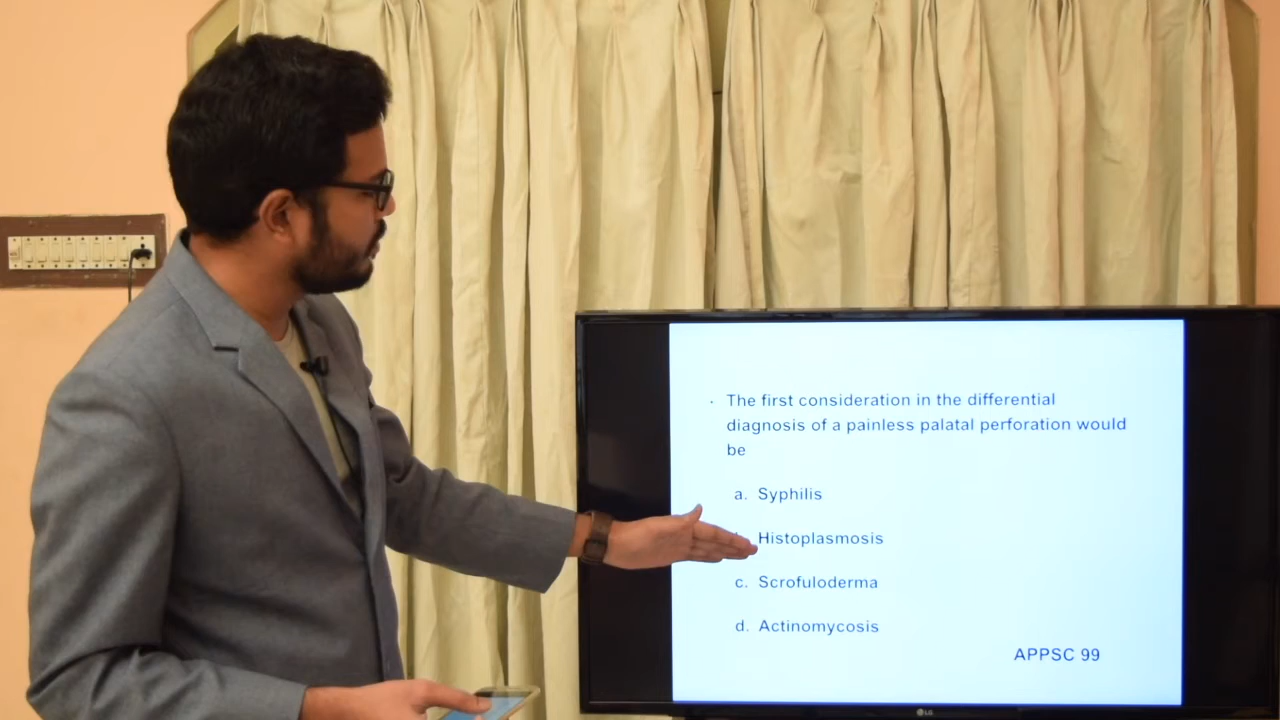 · The first consideration in the differential
diagnosis of a painless palatal perforation would
be
a. Syphilis
Histoplasmosis
c. Scrofuloderma
d. Actinomycosis
APPSC 99
LG